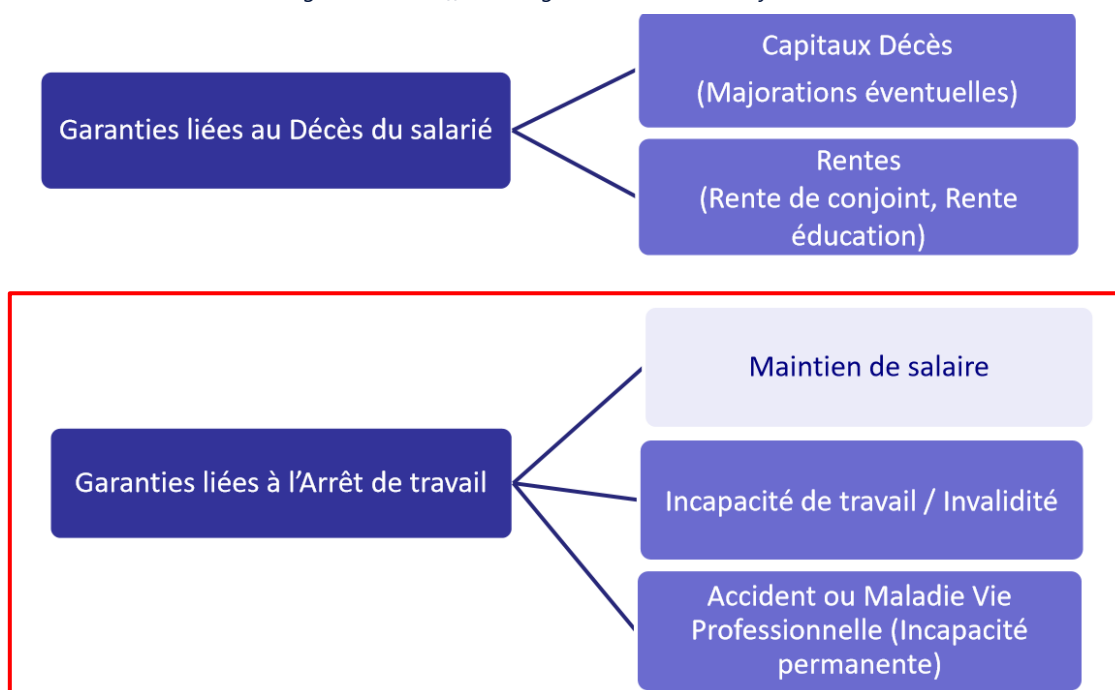 Capitaux Décès
(Majorations éventuelles)
Garanties liées au Décès du salarié
Rentes
(Rente de conjoint, Rente
éducation)
Maintien de salaire
Garanties liées à l’Arrêt de travail
Incapacité de travail / Invalidité
Accident ou Maladie Vie
Professionnelle (Incapacité
permanente)